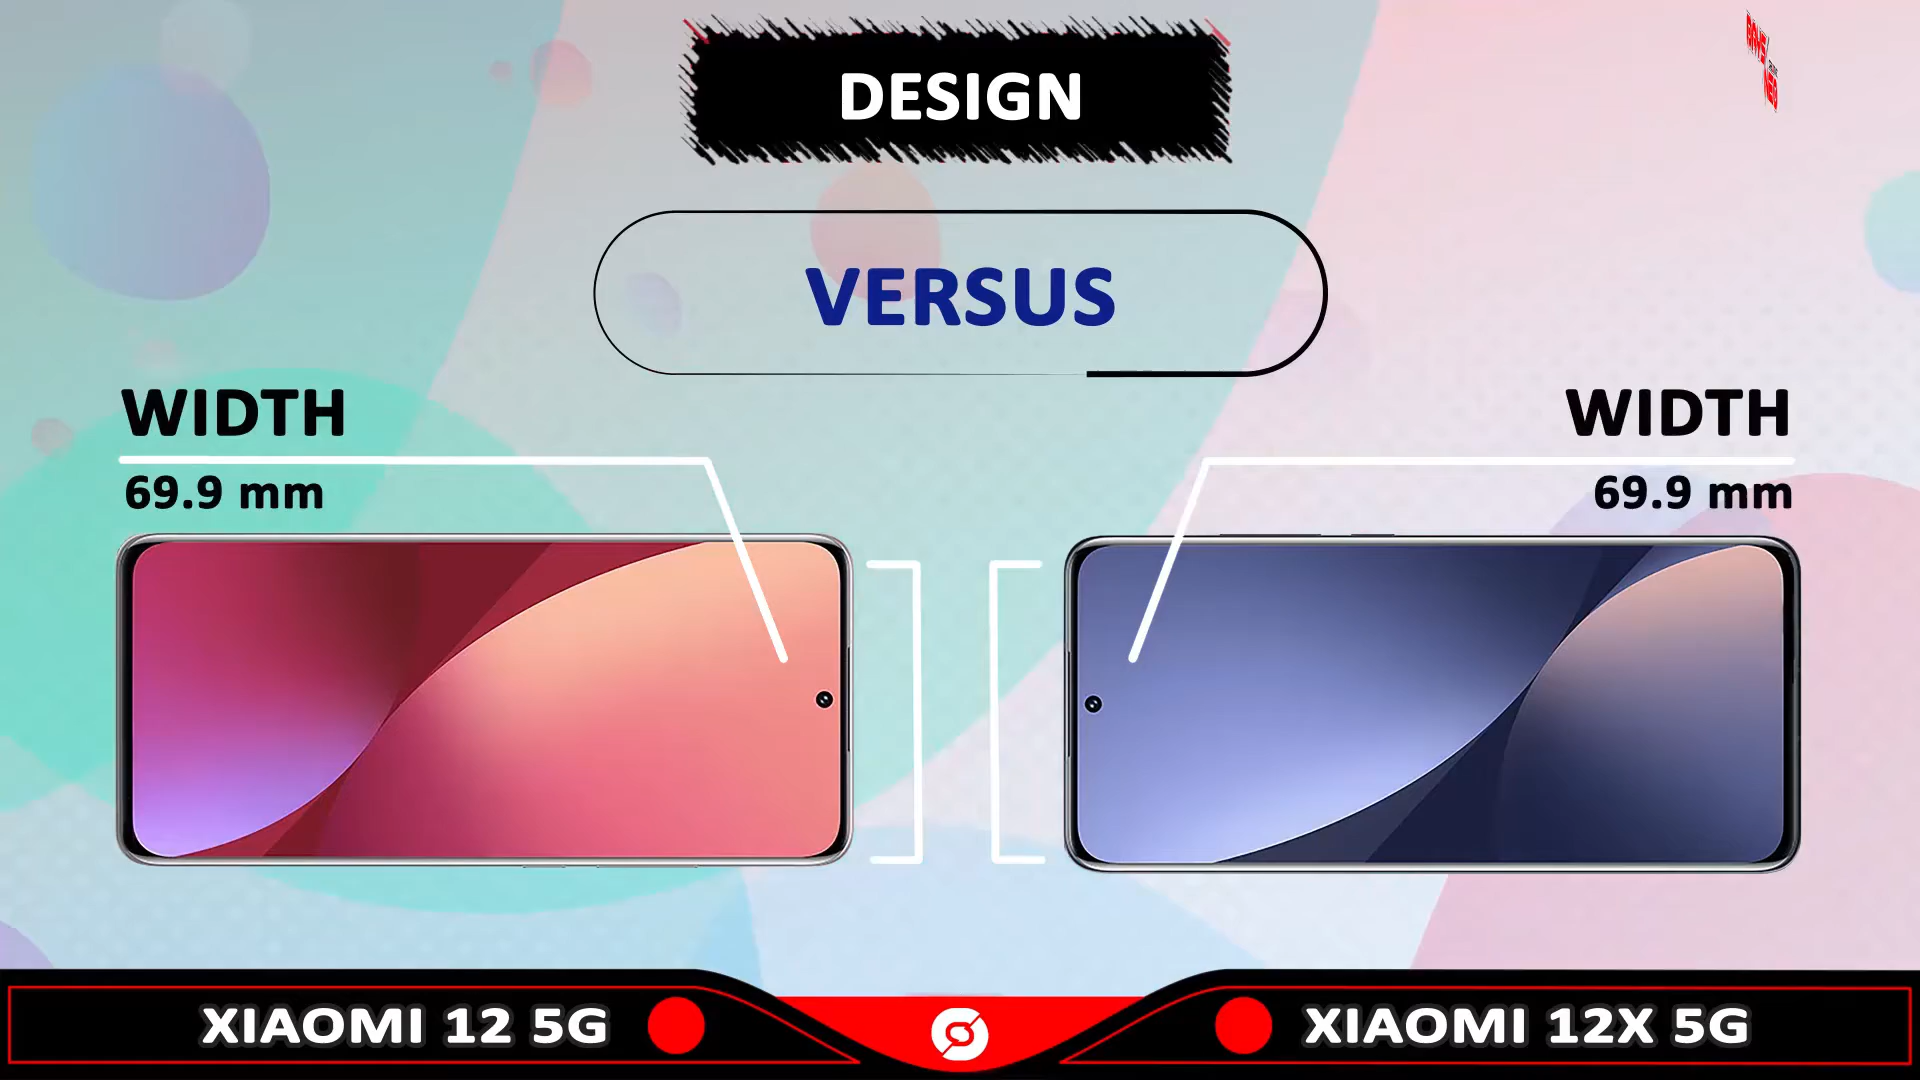 DESIGN
VERSUS
WIDTH
69.9 mm
WIDTH
69.9 mm
XIAOMI 12 5G
XIAOMI 12X 5G